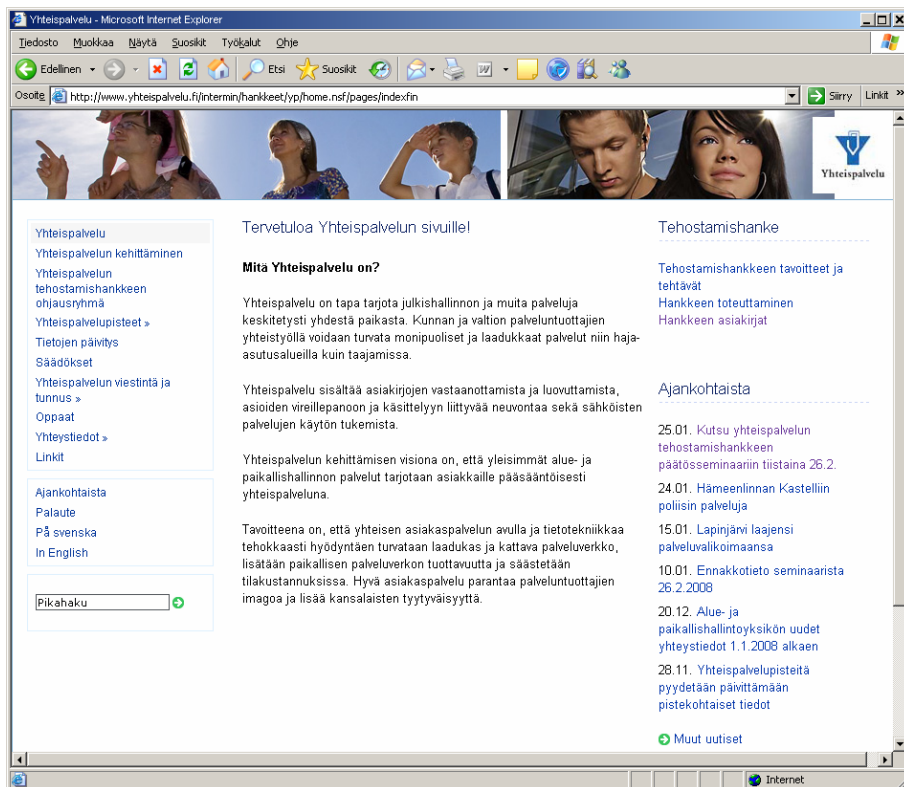 Yhteispalvelu - Microsoft Internet Explorer
Tiedosto Muokkaa Näytä Suosikit Työkalut Ohje
Edellinen Etsi Suosikit
Osoite http://www.yhteispalvelu.fi/intermin/hankkeet/yp/home.nsf/pages/indexfin Siirry Linkit »
Yhteispalvelu
Yhteispalvelu
Yhteispalvelun kehittäminen
Yhteispalvelun
tehostamishankkeen
ohjausryhmä
Yhteispalvelupisteet »
Tietojen päivitys
Säädökset
Yhteispalvelun viestintä ja
tunnus »
Oppaat
Yhteystiedot »
Linkit
Ajankohtaista
Palaute
På svenska
In English
Pikahaku
Tervetuloa Yhteispalvelun sivuille!
Mitä Yhteispalvelu on?
Yhteispalvelu on tapa tarjota julkishallinnon ja muita palveluja
keskitetysti yhdestä paikasta. Kunnan ja valtion palveluntuottajien
yhteistyöllä voidaan turvata monipuoliset ja laadukkaat palvelut niin haja-
asutusalueilla kuin taajamissa.
Yhteispalvelu sisältää asiakirjojen vastaanottamista ja luovuttamista,
asioiden vireillepanoon ja käsittelyyn liittyvää neuvontaa sekä sähköisten
palvelujen käytön tukemista.
Yhteispalvelun kehittämisen visiona on, että yleisimmät alue- ja
paikallishallinnon palvelut tarjotaan asiakkaille pääsääntöisesti
yhteispalveluna.
Tavoitteena on, että yhteisen asiakaspalvelun avulla ja tietotekniikkaa
tehokkaasti hyödyntäen turvataan laadukas ja kattava palveluverkko,
lisätään paikallisen palveluverkon tuottavuutta ja säästetään
tilakustannuksissa. Hyvä asiakaspalvelu parantaa palveluntuottajien
imagoa ja lisää kansalaisten tyytyväisyyttä.
Tehostamishanke
Tehostamishankkeen tavoitteet ja
tehtävät
Hankkeen toteuttaminen
Hankkeen asiakirjat
Ajankohtaista
25.01. Kutsu yhteispalvelun
tehostamishankkeen
päätösseminaariin tiistaina 26.2.
24.01. Hämeenlinnan Kastelliin
poliisin palveluja
15.01. Lapinjärvi laajensi
palveluvalikoimaansa
10.01. Ennakkotieto seminaarista
26.2.2008
20.12. Alue- ja
paikallishallintoyksikön uudet
yhteystiedot 1.1.2008 alkaen
28.11. Yhteispalvelupisteitä
pyydetään päivittämään
pistekohtaiset tiedot
Muut uutiset
Internet